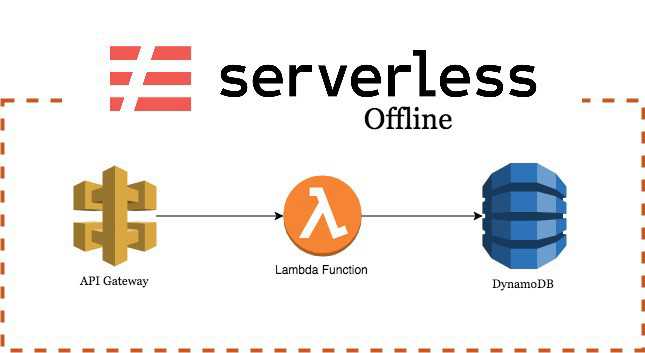 serverless
Offline
API Gateway
Lambda Function
DynamoDB